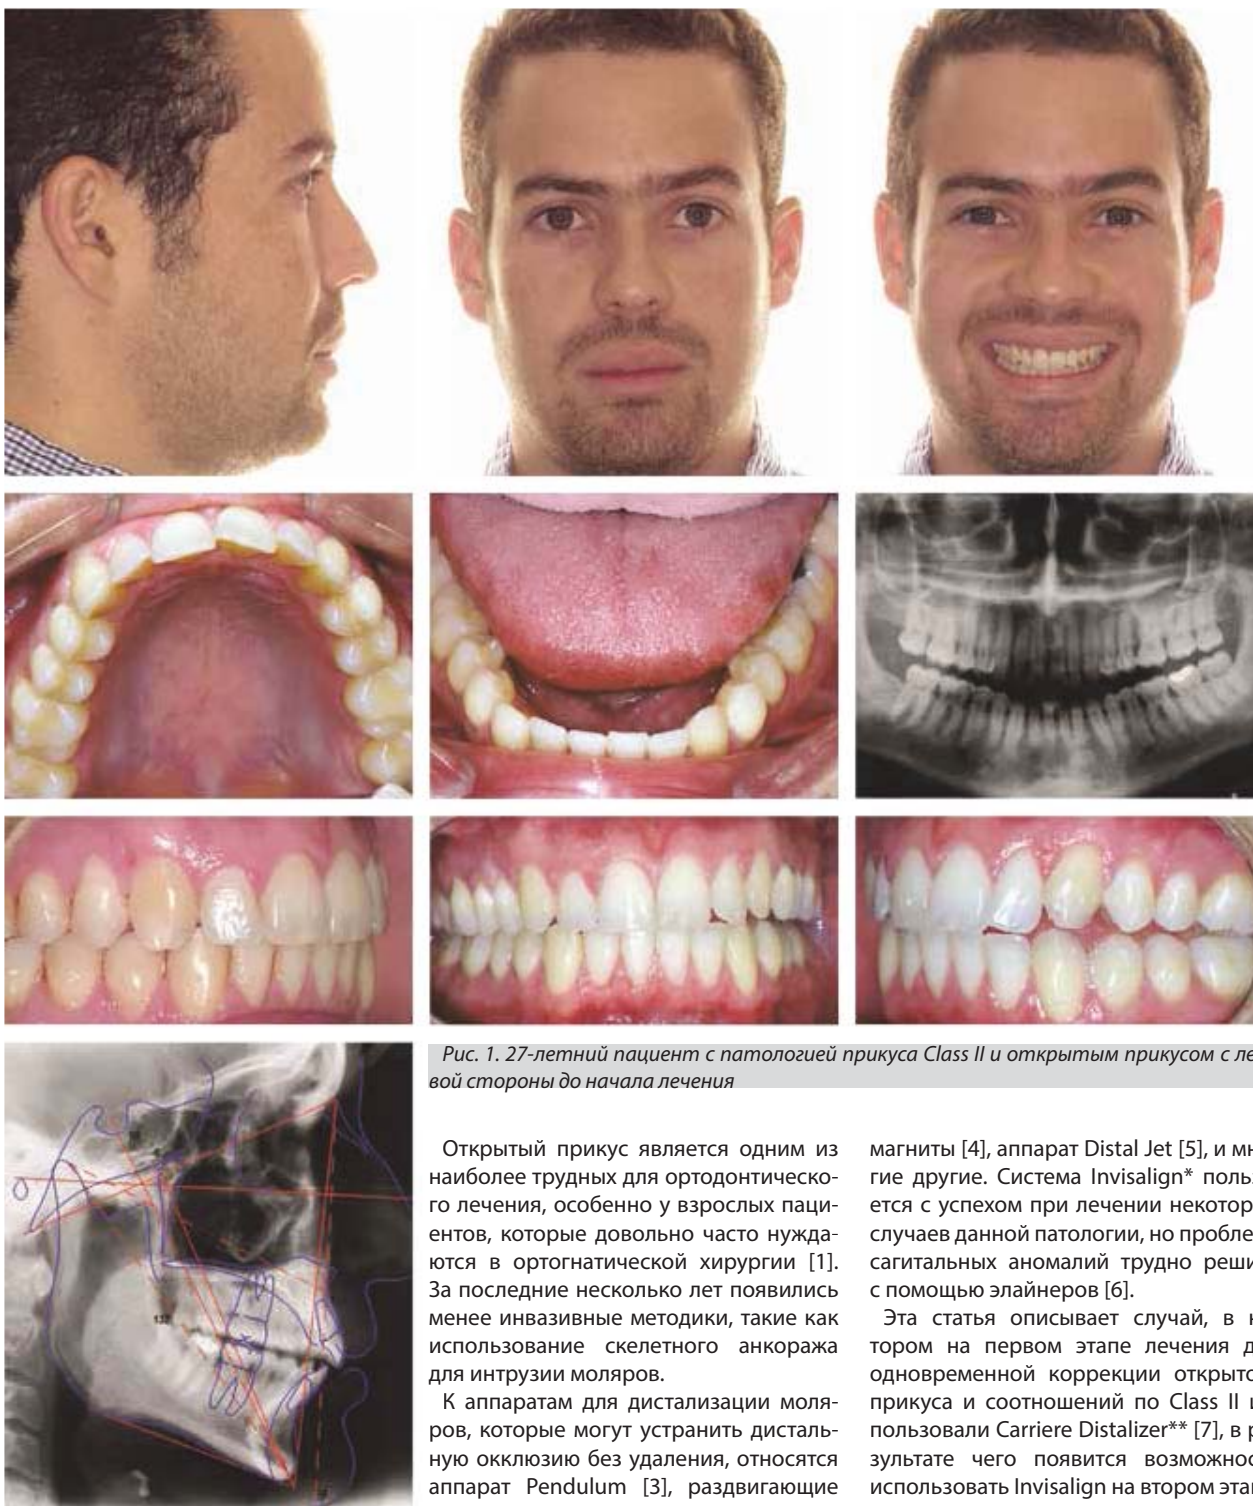 Рис. 1. 27-летний пациент с патологией прикуса Class II и открытым прикусом с ле-
вой стороны до начала лечения
Открытый прикус является одним из
наиболее трудных для ортодонтическо-
го лечения, особенно у взрослых паци-
ентов, которые довольно часто нужда-
ются в ортогнатической хирургии [1].
За последние несколько лет появились
менее инвазивные методики, такие как
использование скелетного анкоража
для интрузии моляров.
К аппаратам для дистализации моля-
ров, которые могут устранить дисталь-
ную окклюзию без удаления, относятся
аппарат Pendulum [3], раздвигающие
магниты [4], аппарат Distal Jet [5], и мн
гие другие. Система Invisalign* польз
ется с успехом при лечении некотор
случаев данной патологии, но пробле
сагитальных аномалий трудно реши
с помощью элайнеров [6].
Эта статья описывает случай, в к
тором на первом этапе лечения д
одновременной коррекции открыто
прикуса и соотношений по Class II и
пользовали Carriere Distalizer** [7], в р
зультате чего появится возможнос
использовать Invisalign на втором этап